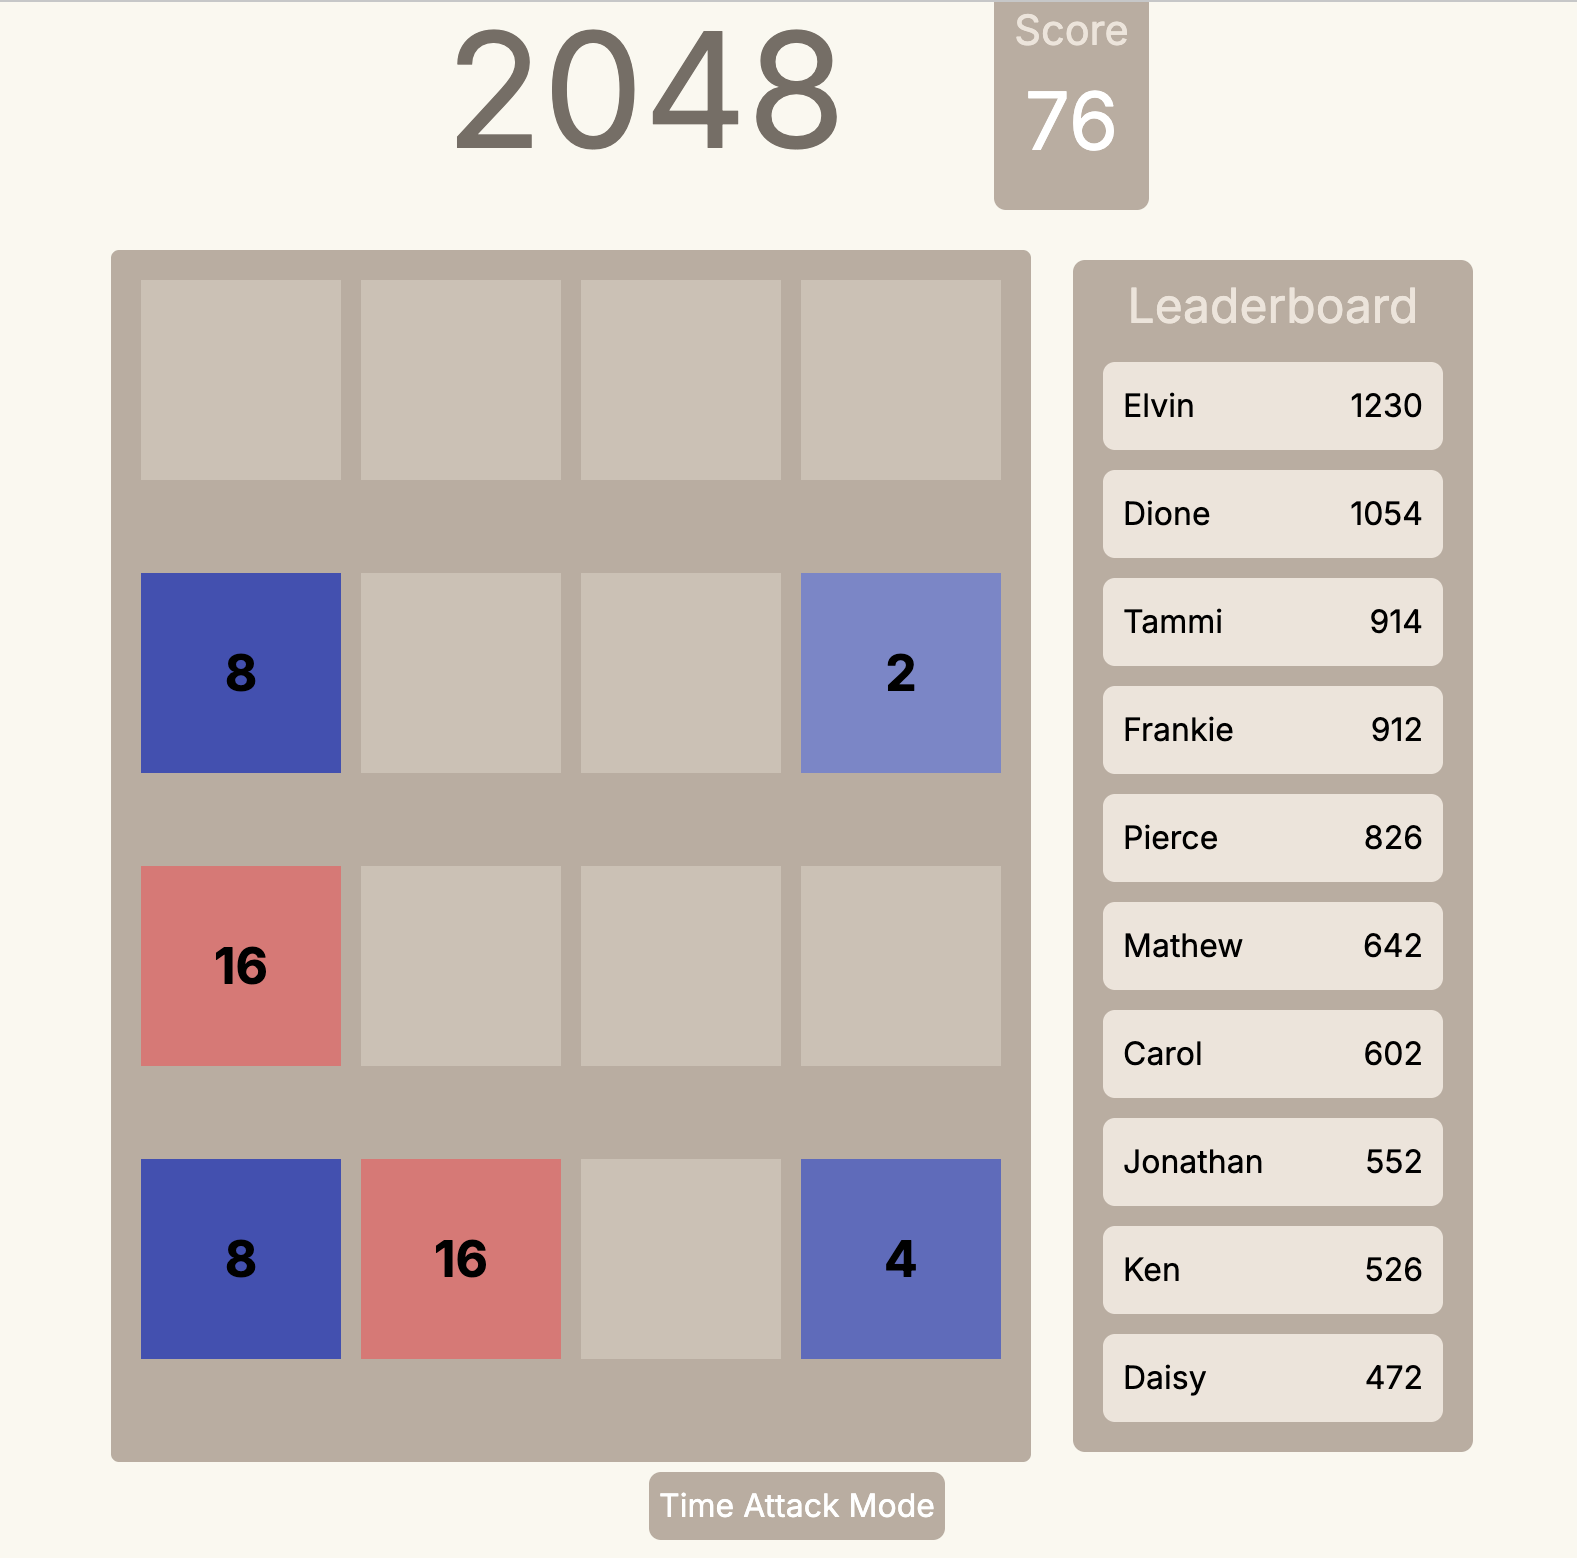 2048
Score
76
8 2
16
8 16 4
Leaderboard
Elvin 1230
Dione 1054
Tammi 914
Frankie 912
Pierce 826
Mathew 642
Carol 602
Jonathan 552
Ken 526
Daisy 472
Time Attack Mode